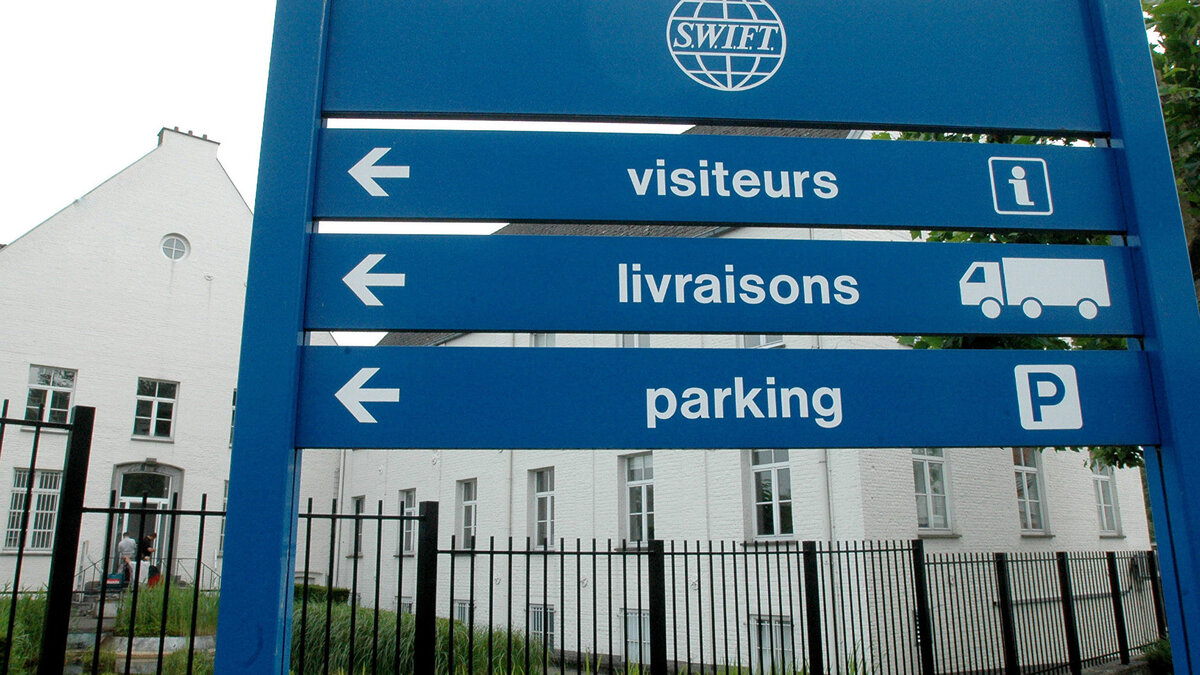 S.W.I.F.T.
visiteurs
i
livraisons
parking
P